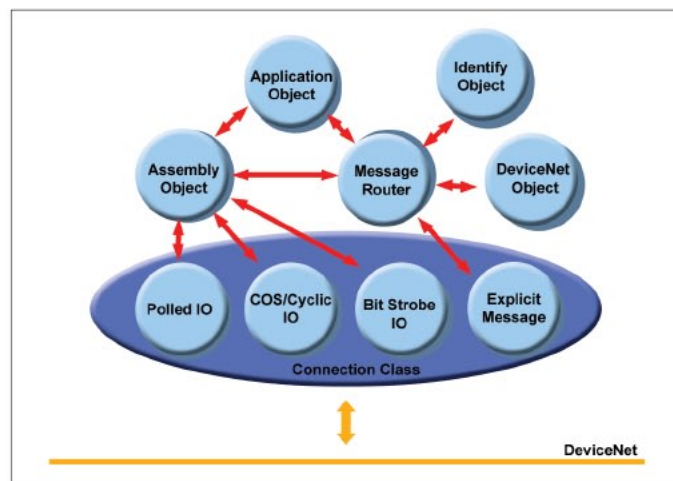 Application
Object
Identify
Object
Assembly
Object
Message
Router
DeviceNet
Object
Polled IO
COS/Cyclic
IO
Bit Strobe
IO
Explicit
Message
Connection Class
DeviceNet